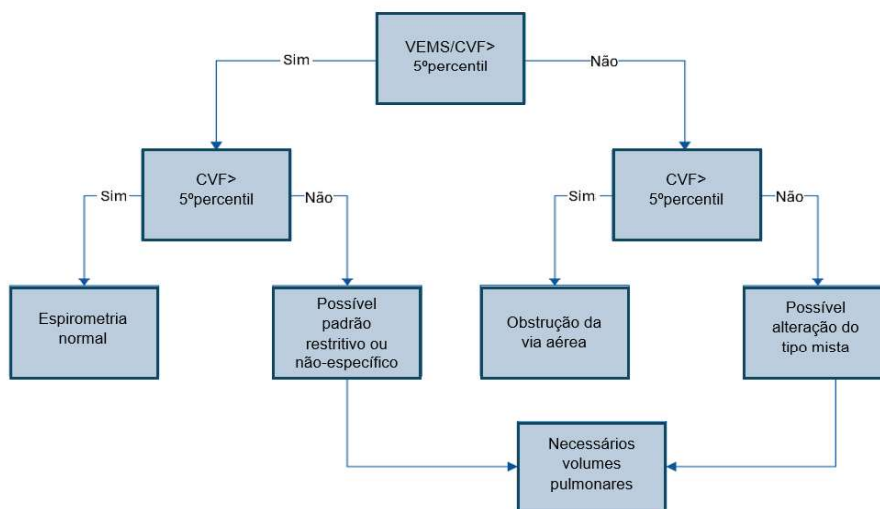 VEMS/CVF>
5ºpercentil
Sim
Não
CVF>
5ºpercentil
CVF>
5ºpercentil
Sim
Não
Sim
Não
Espirometria
normal
Possível
padrão
restritivo ou
não-específico
Obstrução da
via aérea
Possível
alteração do
tipo mista
Necessários
volumes
pulmonares